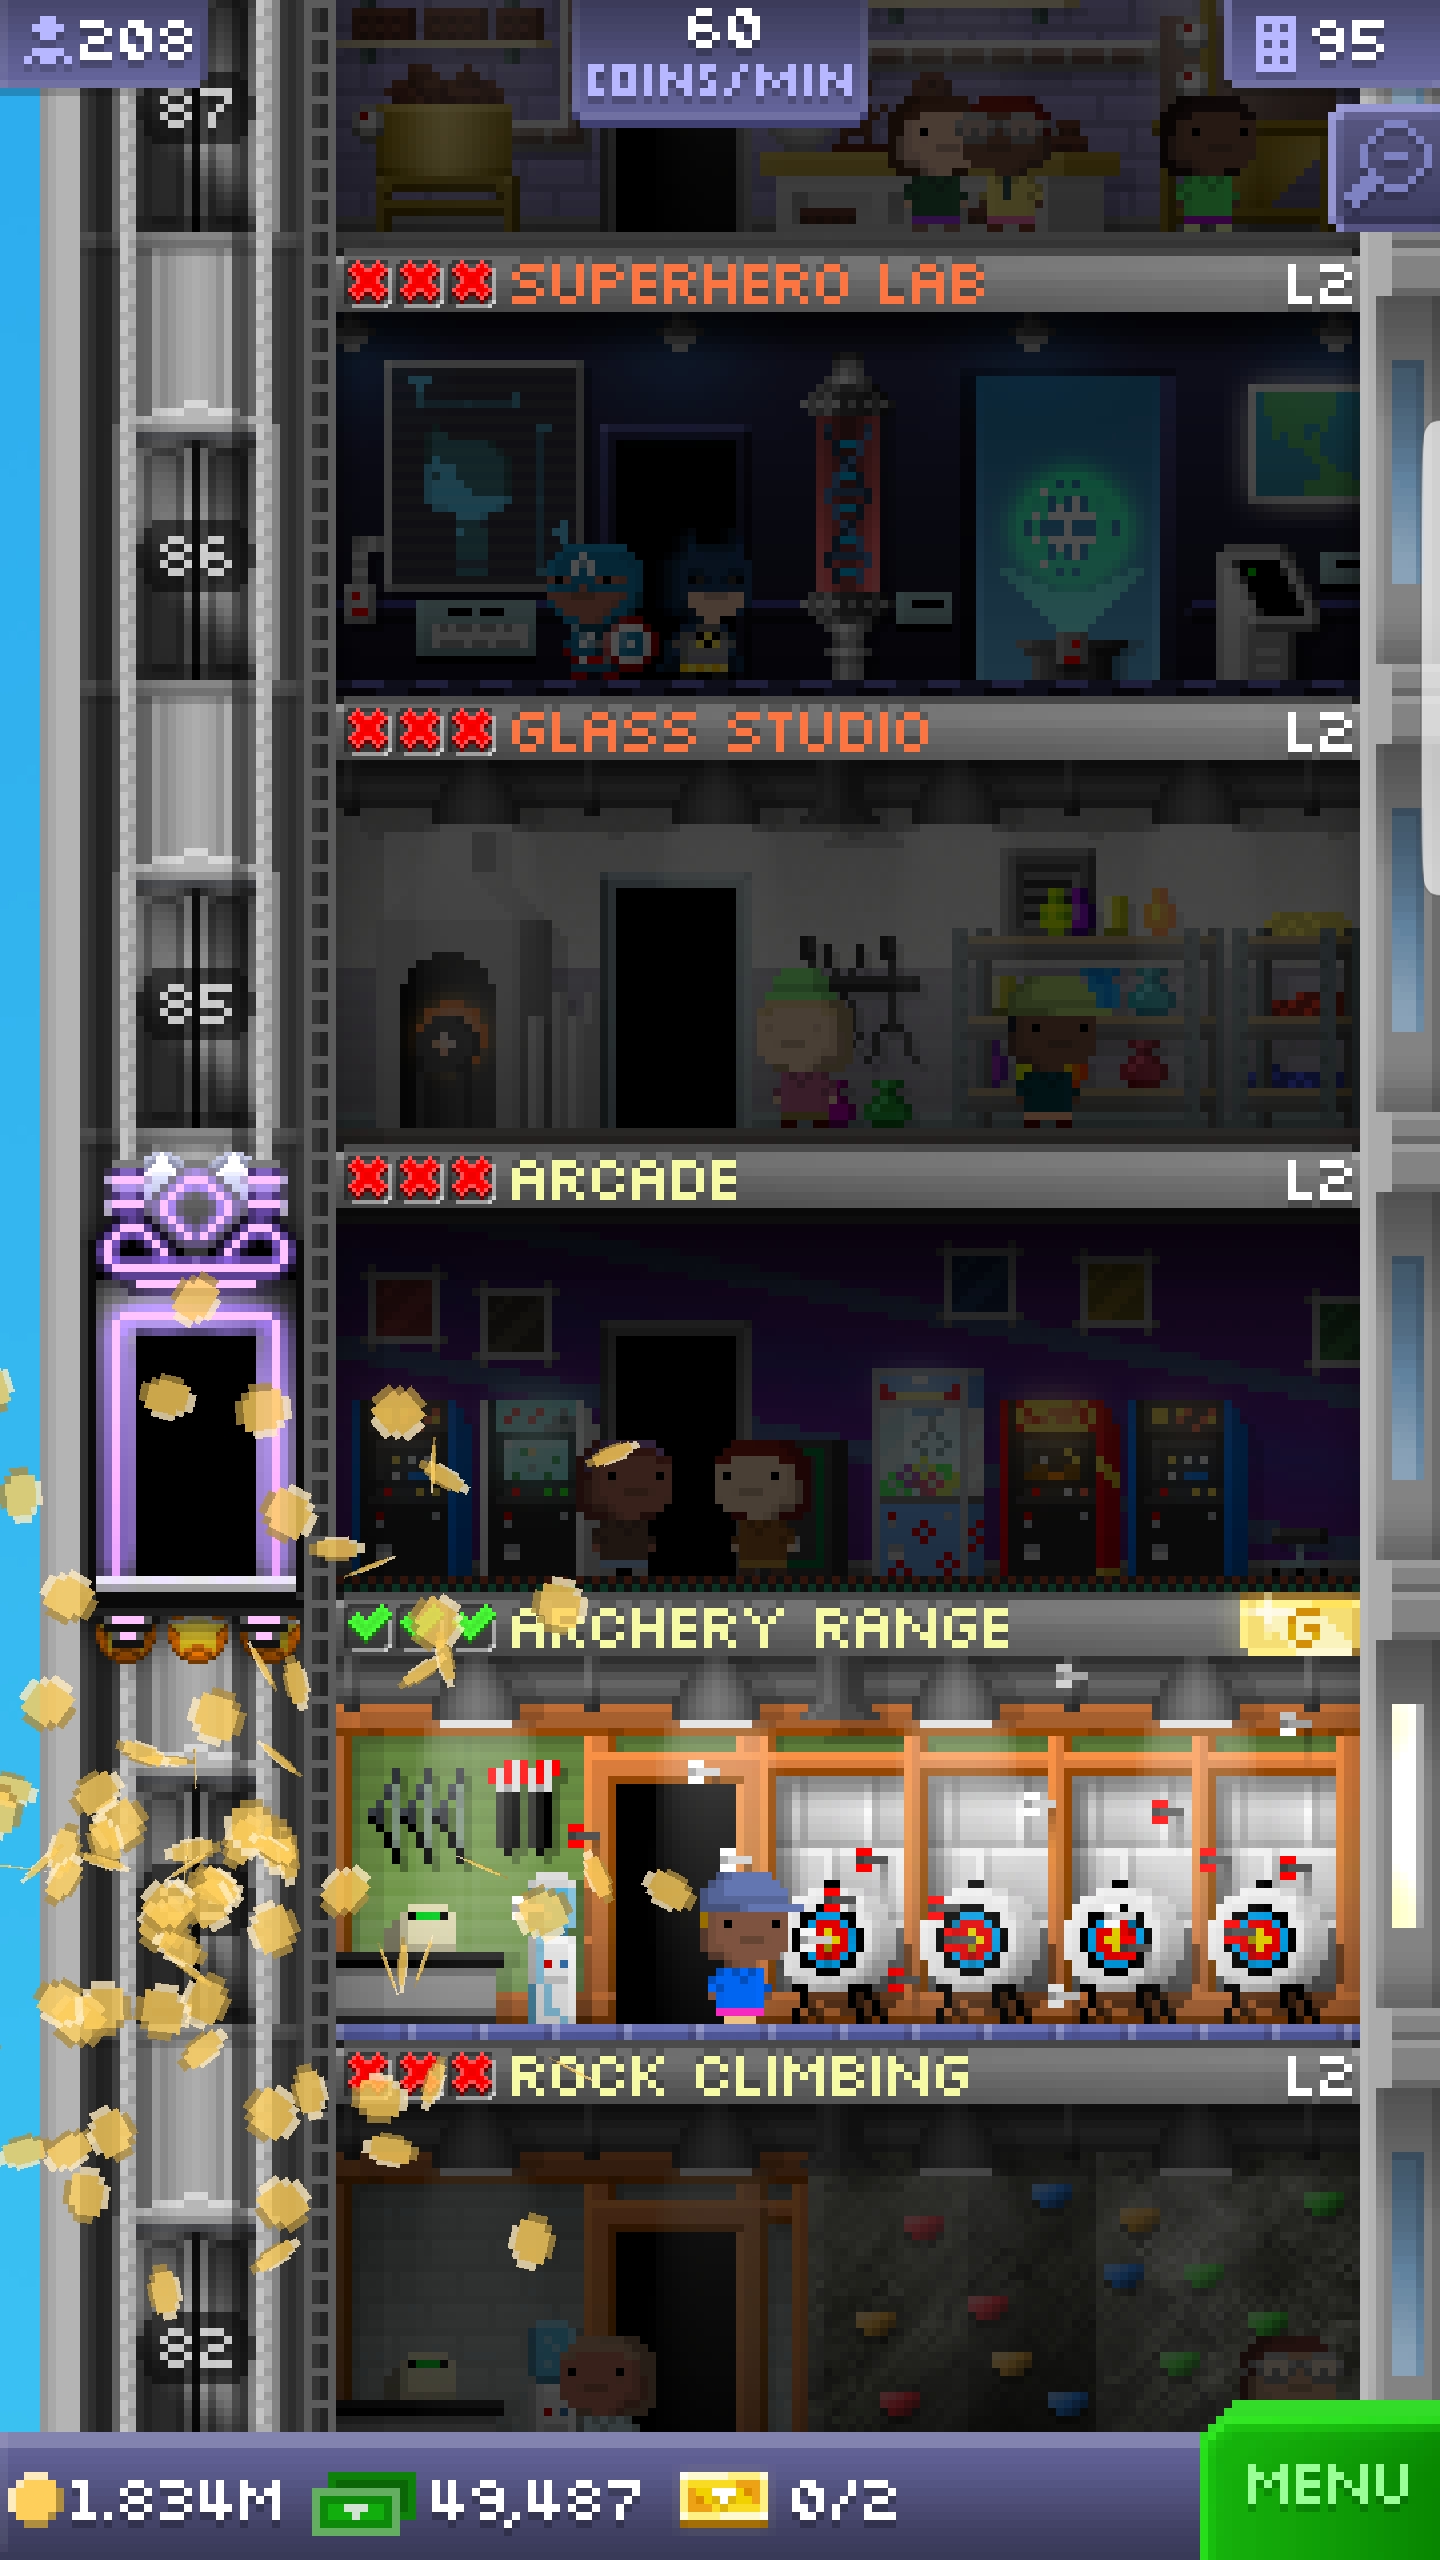 208
60
COINS/MIN
95
87
SUPERHERO LAB L2
86
GLASS STUDIO L2
85
ARCADE L2
ARCHERY RANGE G
ROCK CLIMBING L2
82
1.834M 49,487 0/2
MENU